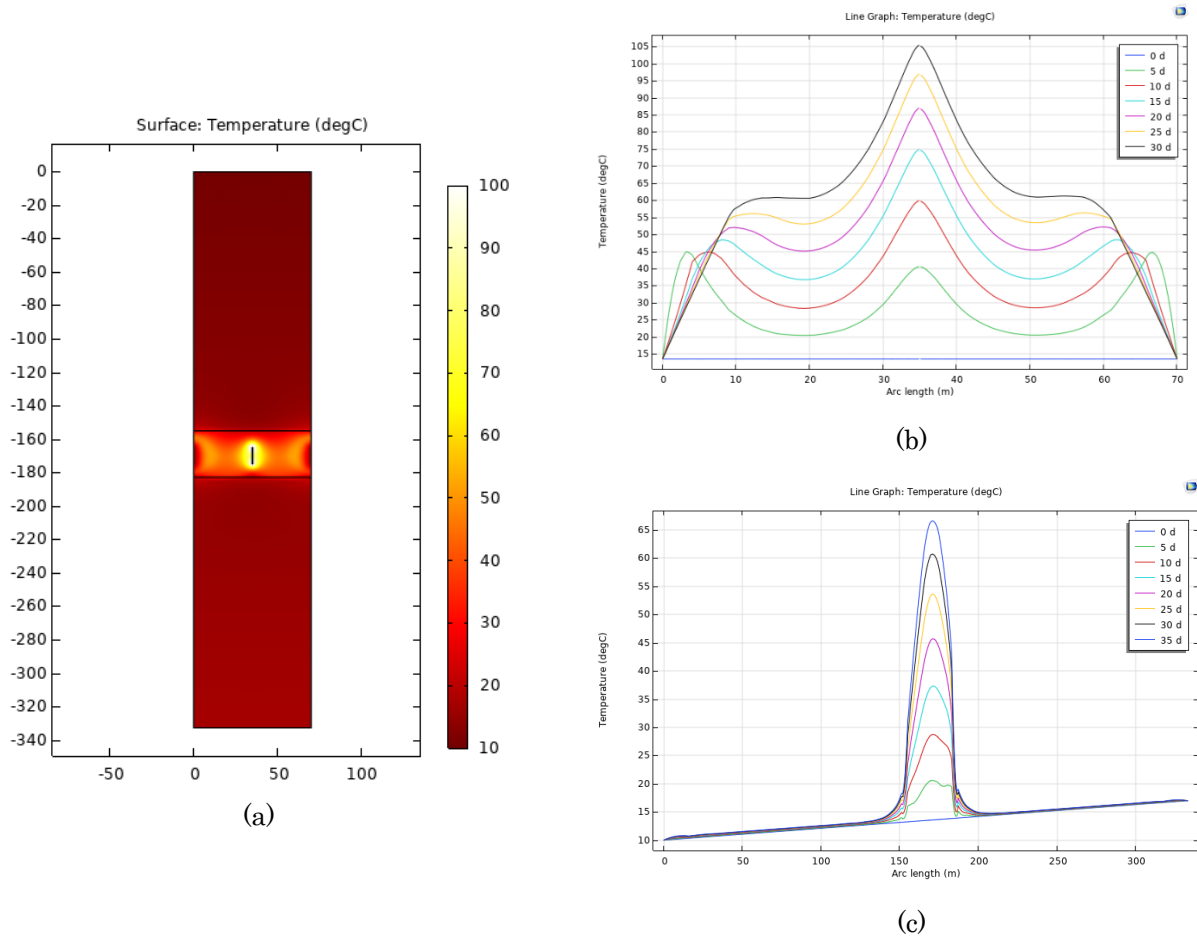 Surface: Temperature (degC)
0
-20
-40
-60
-80
-100
-120
-140
-160
-180
-200
-220
-240
-260
-280
-300
-320
-340
-50 0 50 100
100
90
80
70
60
50
40
30
20
10
(a)
Line Graph: Temperature (degC)
Temperature (degC)
105
100
95
90
85
80
75
70
65
60
55
50
45
40
35
30
25
20
15
0 10 20 30 40 50 60 70
Arc length (m)
0 d
5 d
10 d
15 d
20 d
25 d
30 d
(b)
Line Graph: Temperature (degC)
Temperature (degC)
65
60
55
50
45
40
35
30
25
20
15
10
0 50 100 150 200 250 300
Arc length (m)
0 d
5 d
10 d
15 d
20 d
25 d
30 d
35 d
(c)